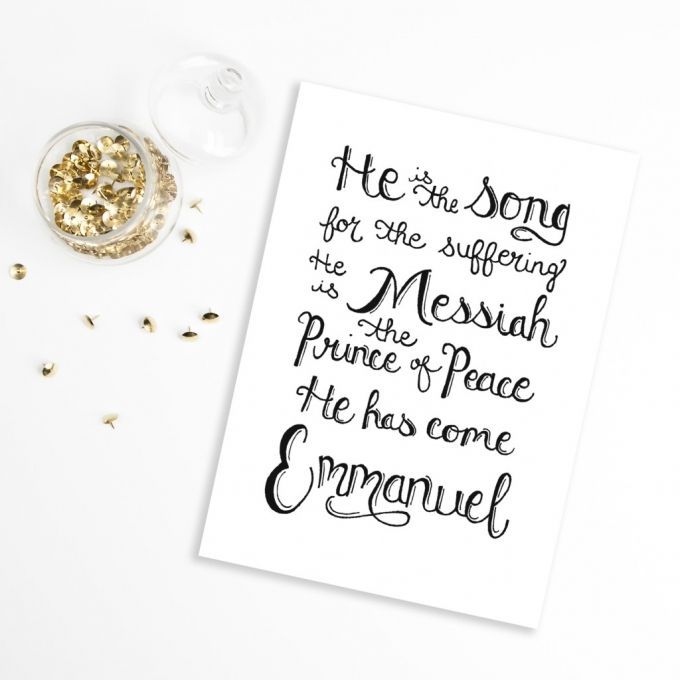 He is the song
for the suffering
He is Messiah
the
Prince of Peace
He has come
Emmanuel